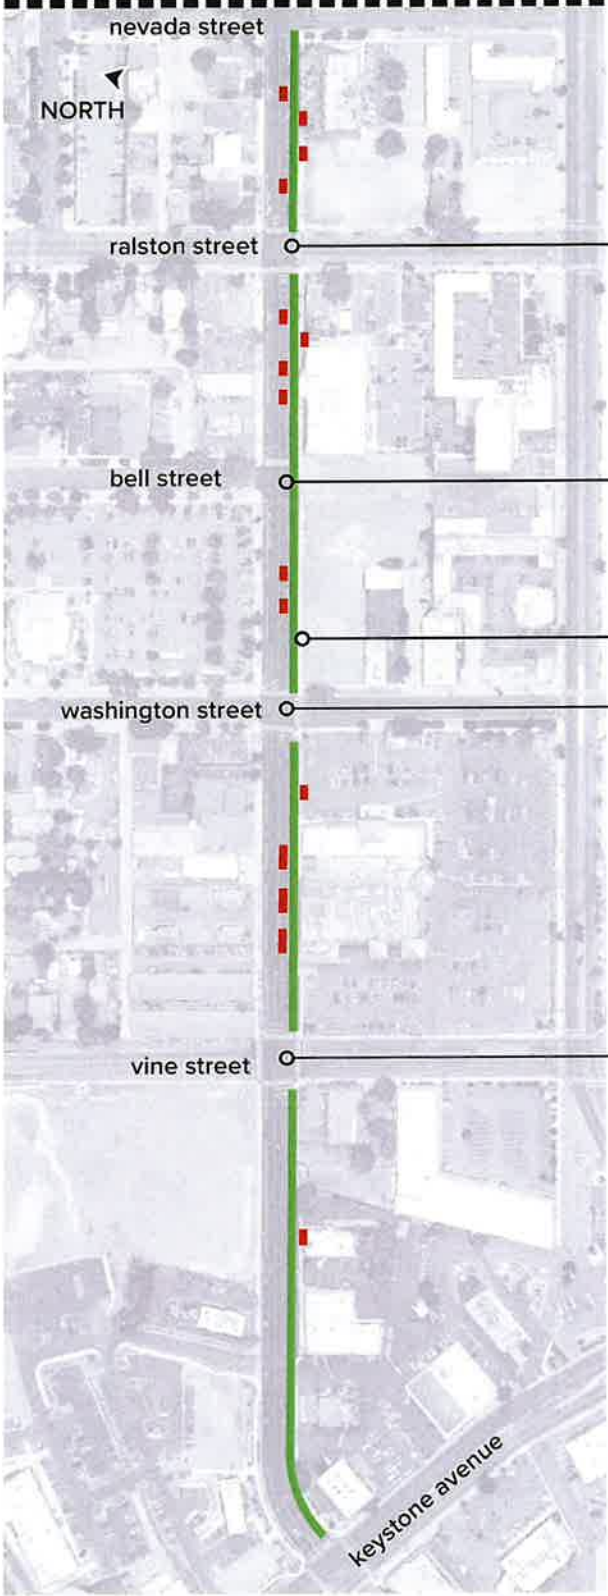 nevada street
NORTH
ralston street
bell street
washington street
vine street
keystone avenue